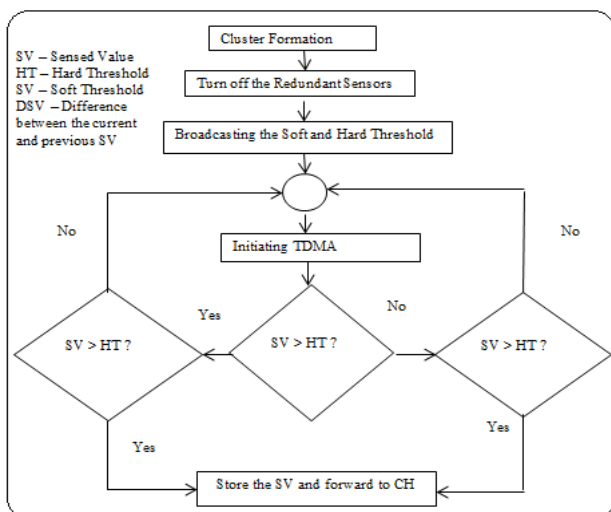 Cluster Formation
SV – Sensed Value
HT – Hard Threshold
SV – Soft Threshold
DSV – Difference
between the current
and previous SV
Turn off the Redundant Sensors
Broadcasting the Soft and Hard Threshold
No
No
Initiating TDMA
Yes
No
SV > HT ?
SV > HT ?
SV > HT ?
Yes
Yes
Store the SV and forward to CH